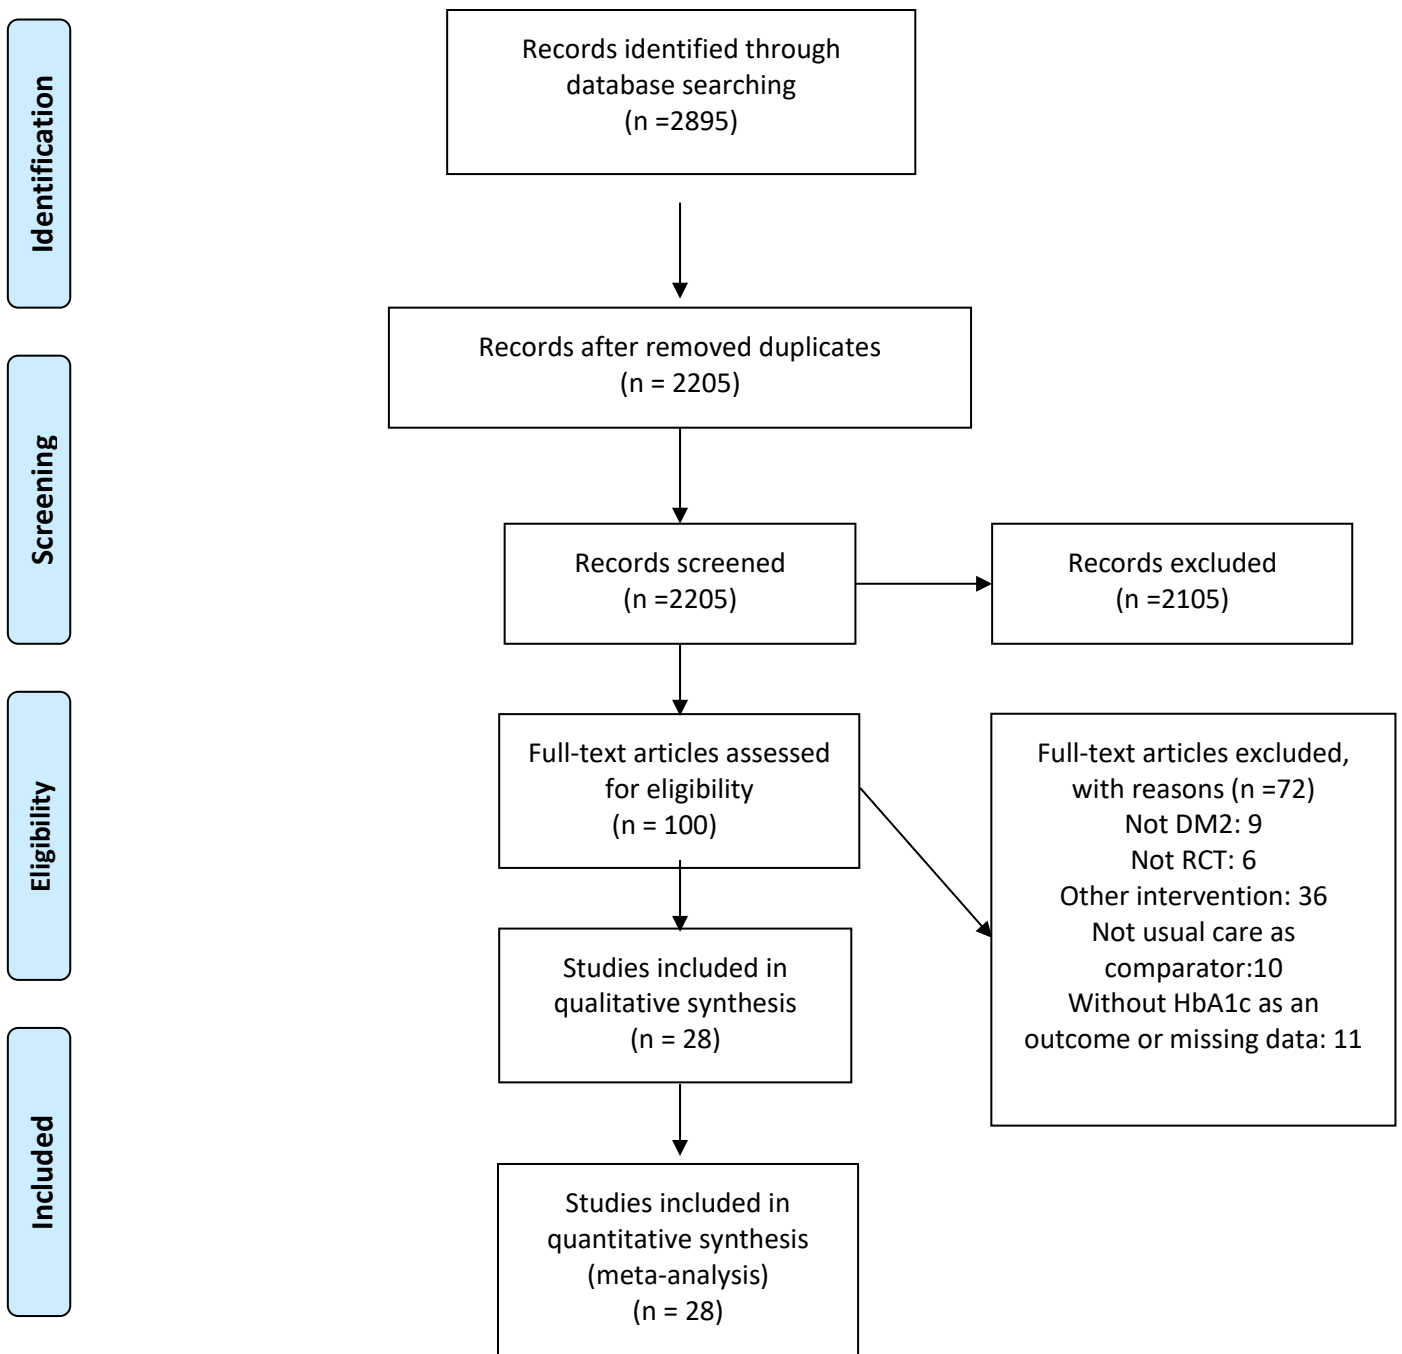 Identification
Records identified through
database searching
(n =2895)
Records after removed duplicates
(n = 2205)
Screening
Records screened
(n =2205)
Records excluded
(n =2105)
Eligibility
Full-text articles assessed
for eligibility
(n = 100)
Full-text articles excluded,
with reasons (n =72)
Not DM2: 9
Not RCT: 6
Other intervention: 36
Not usual care as
comparator:10
Without HbA1c as an
outcome or missing data: 11
Studies included in
qualitative synthesis
(n = 28)
Included
Studies included in
quantitative synthesis
(meta-analysis)
(n = 28)